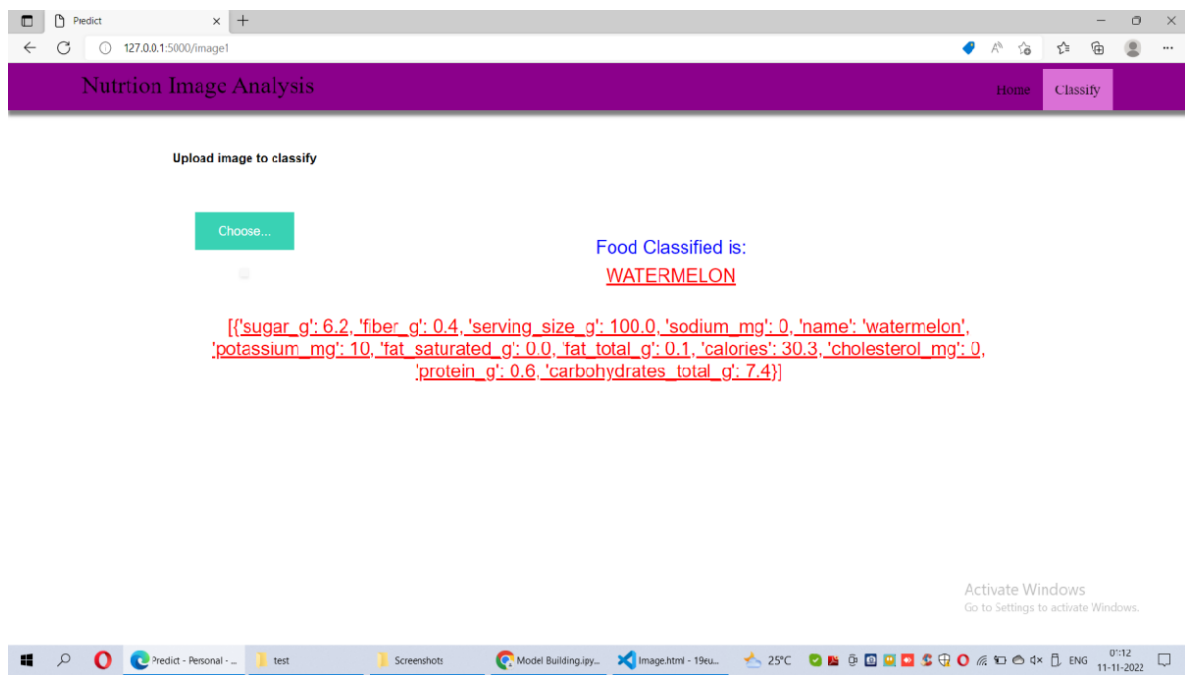 Predict
127.0.0.1:5000/image1
Nutrtion Image Analysis
Home
Classify
Upload image to classify
Choose...
Food Classified is:
WATERMELON
[{'sugar_g': 6.2, 'fiber_g': 0.4, 'serving_size_g': 100.0, 'sodium_mg': 0, 'name': 'watermelon',
'potassium_mg': 10, 'fat_saturated_g': 0.0, 'fat_total_g': 0.1, 'calories': 30.3, 'cholesterol_mg': 0,
'protein_g': 0.6, 'carbohydrates_total_g': 7.4}]
Activate Windows
Go to Settings to activate Windows.
Predict - Personal - ...
test
Screenshots
Model Building.ipy...
Image.html - 19eu...
25°C
ENG
11-11-2022